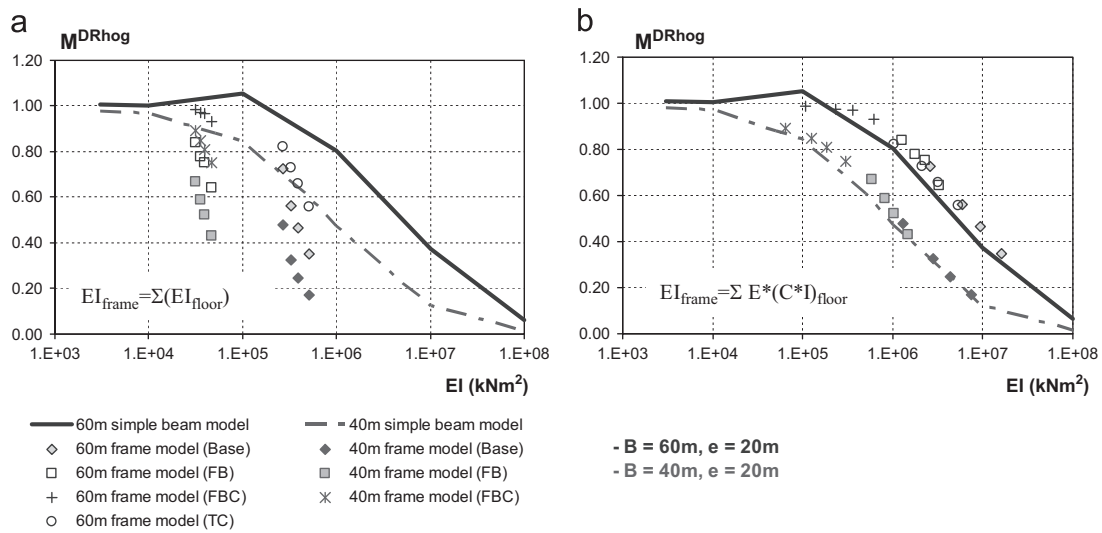 a
M^DRhog
1.20
1.00
0.80
0.60
0.40
0.20
0.00
EI_frame=Σ(EI_floor)
1.E+03 1.E+04 1.E+05 1.E+06 1.E+07 1.E+08
EI (kNm²)
b
M^DRhog
1.20
1.00
0.80
0.60
0.40
0.20
0.00
EI_frame=Σ E*(C*I)_floor
1.E+03 1.E+04 1.E+05 1.E+06 1.E+07 1.E+08
EI (kNm²)
60m simple beam model
40m simple beam model
60m frame model (Base)
40m frame model (Base)
60m frame model (FB)
40m frame model (FB)
60m frame model (FBC)
40m frame model (FBC)
60m frame model (TC)
- B = 60m, e = 20m
- B = 40m, e = 20m